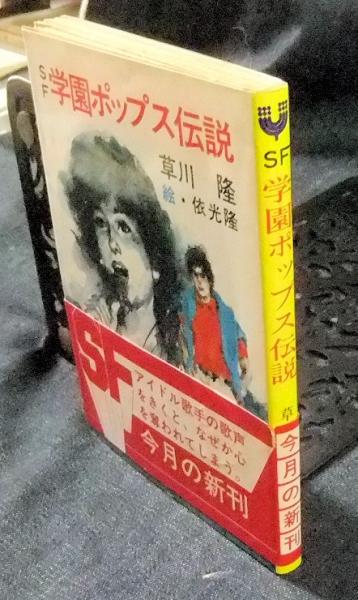 SF
学園ポップス伝説
草川 隆
絵・依光隆
SF
アイドル歌手の歌声
をきくと、なぜか心
を奪われてしまう。
今月の新刊
SF
学園ポップス伝説
草
今月の新刊